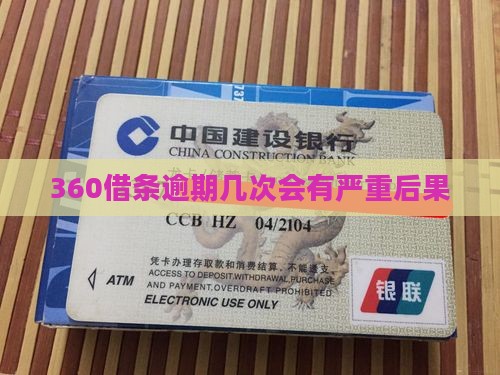 中国建设银行
CHINA CONSTRUCTION BANK
360借条逾期几次会有严重后果
CCB HZ 04/2104
凭卡办理存取款和消费结算,不能透支
ACCESS TO DEPOSIT, WITHDRAWAL, PURCHASE
AND PAYMENT, OVERDRAFT PROHIBITED.
ATM
ELECTRONIC USE ONLY
银联